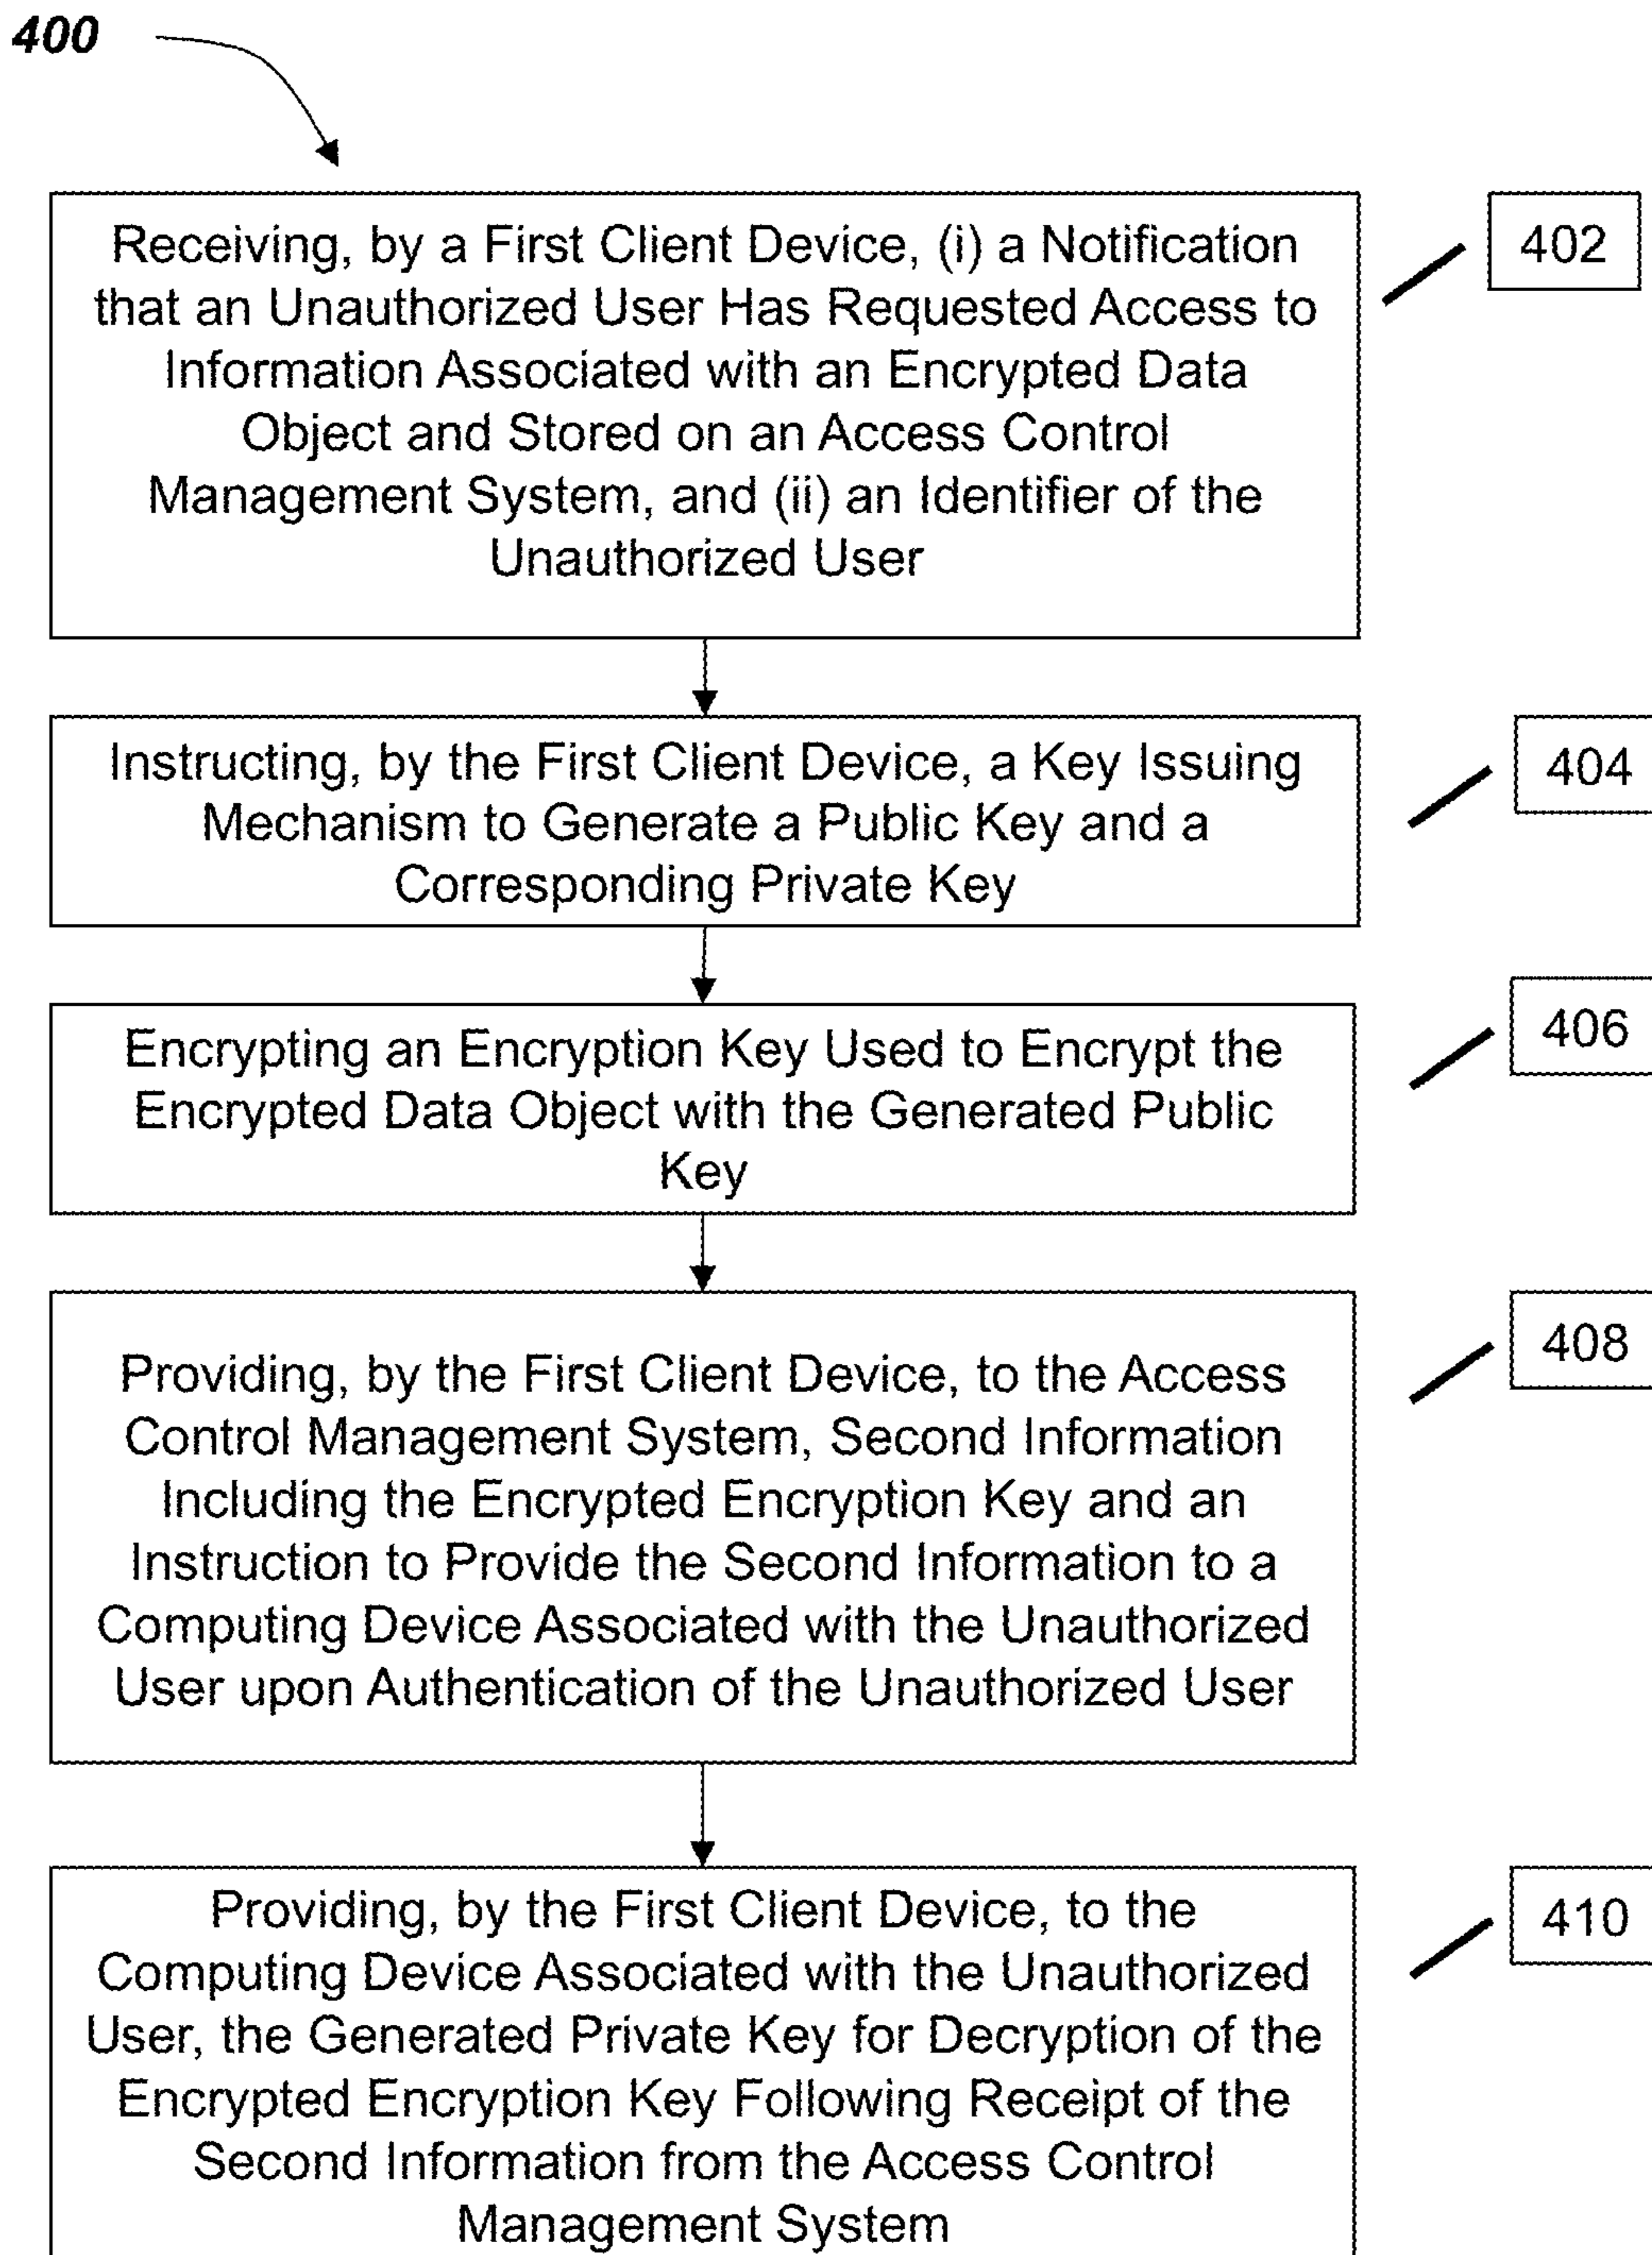 400
Receiving, by a First Client Device, (i) a Notification
that an Unauthorized User Has Requested Access to
Information Associated with an Encrypted Data
Object and Stored on an Access Control
Management System, and (ii) an Identifier of the
Unauthorized User
402
Instructing, by the First Client Device, a Key Issuing
Mechanism to Generate a Public Key and a
Corresponding Private Key
404
Encrypting an Encryption Key Used to Encrypt the
Encrypted Data Object with the Generated Public
Key
406
Providing, by the First Client Device, to the Access
Control Management System, Second Information
Including the Encrypted Encryption Key and an
Instruction to Provide the Second Information to a
Computing Device Associated with the Unauthorized
User upon Authentication of the Unauthorized User
408
Providing, by the First Client Device, to the
Computing Device Associated with the Unauthorized
User, the Generated Private Key for Decryption of the
Encrypted Encryption Key Following Receipt of the
Second Information from the Access Control
Management System
410